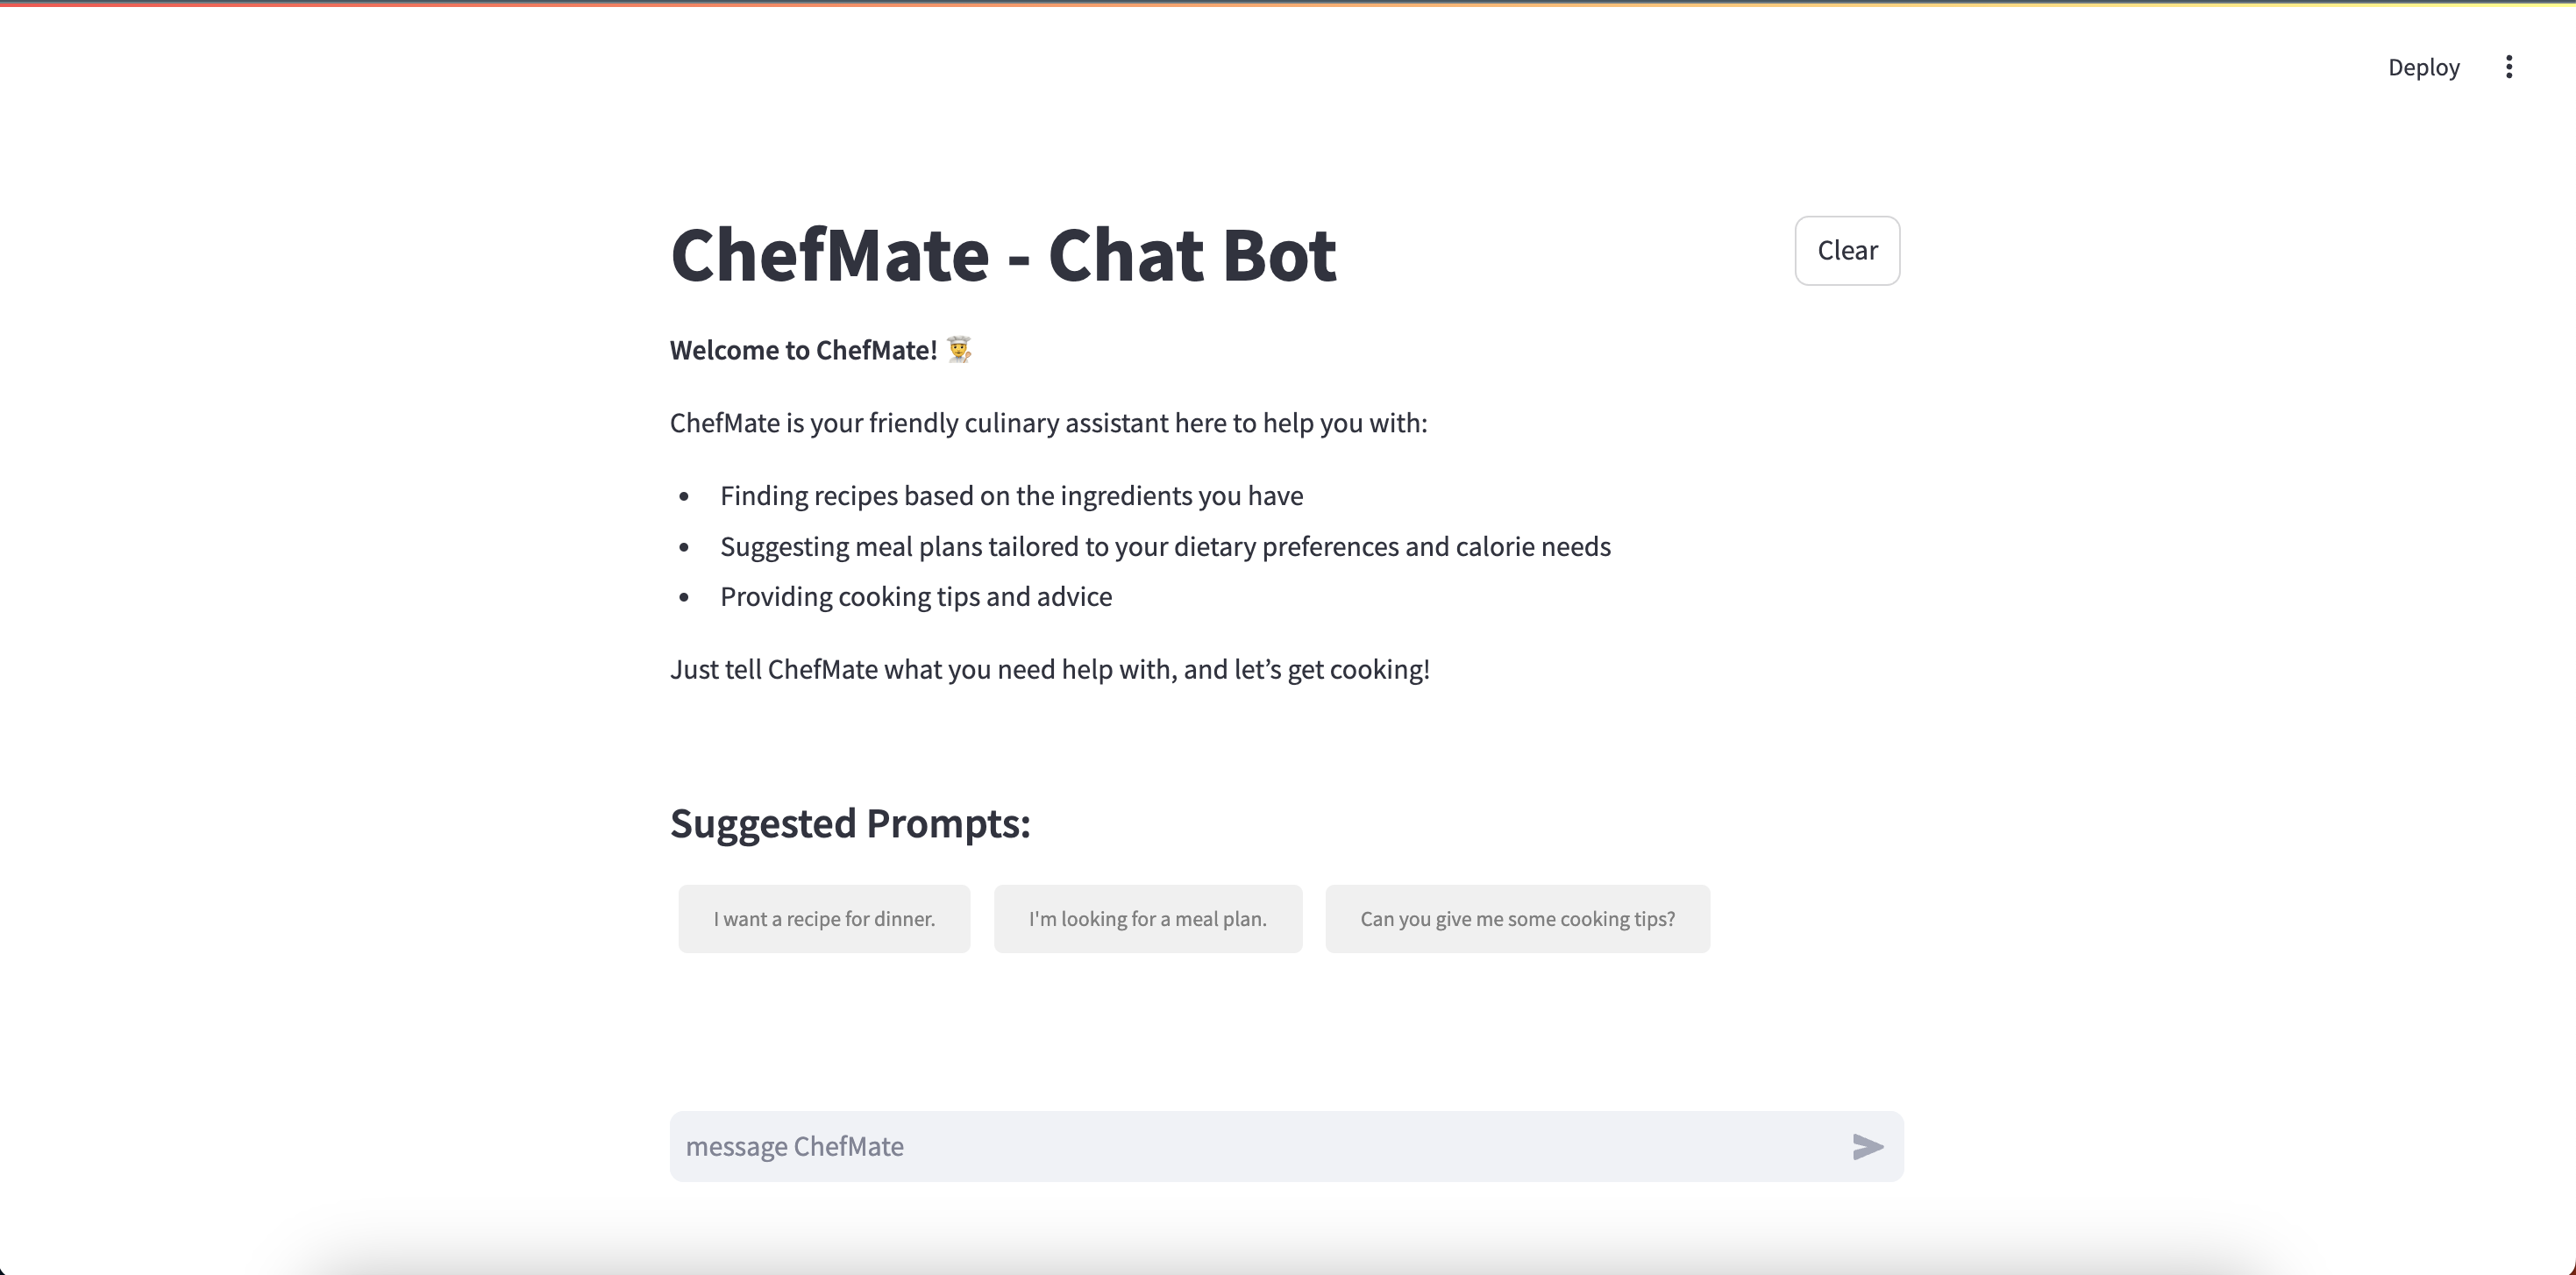 Deploy
ChefMate - Chat Bot
Clear
Welcome to ChefMate! 👨‍🍳
ChefMate is your friendly culinary assistant here to help you with:
• Finding recipes based on the ingredients you have
• Suggesting meal plans tailored to your dietary preferences and calorie needs
• Providing cooking tips and advice
Just tell ChefMate what you need help with, and let’s get cooking!
Suggested Prompts:
I want a recipe for dinner.
I'm looking for a meal plan.
Can you give me some cooking tips?
message ChefMate